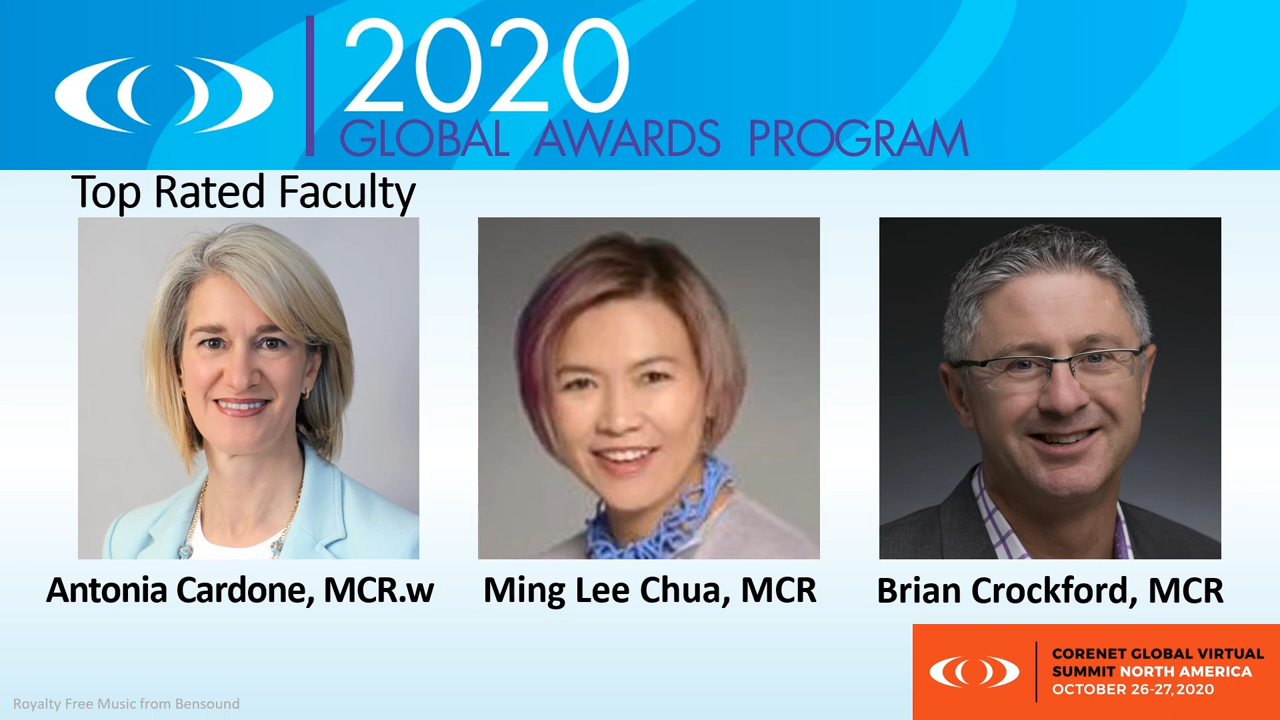 2020
GLOBAL AWARDS PROGRAM
Top Rated Faculty
Antonia Cardone, MCR.w
Ming Lee Chua, MCR
Brian Crockford, MCR
CORENET GLOBAL VIRTUAL
SUMMIT NORTH AMERICA
OCTOBER 26-27, 2020
Royalty Free Music from Bensound